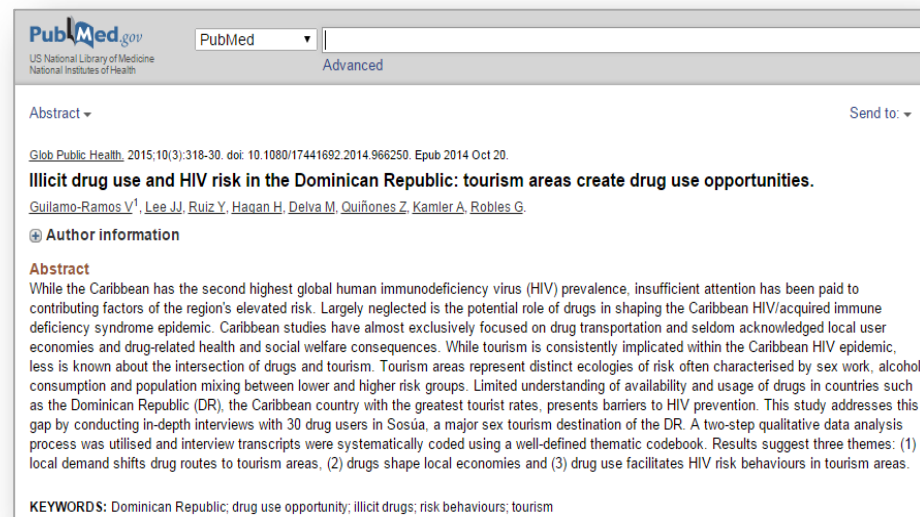 PubMed.gov
US National Library of Medicine
National Institutes of Health
PubMed
Advanced
Abstract
Send to:
Glob Public Health. 2015;10(3):318-30. doi: 10.1080/17441692.2014.966250. Epub 2014 Oct 20.
Illicit drug use and HIV risk in the Dominican Republic: tourism areas create drug use opportunities.
Guilamo-Ramos V1, Lee JJ, Ruiz Y, Hagan H, Delva M, Quiñones Z, Kamler A, Robles G.
Author information
Abstract
While the Caribbean has the second highest global human immunodeficiency virus (HIV) prevalence, insufficient attention has been paid to
contributing factors of the region's elevated risk. Largely neglected is the potential role of drugs in shaping the Caribbean HIV/acquired immune
deficiency syndrome epidemic. Caribbean studies have almost exclusively focused on drug transportation and seldom acknowledged local user
economies and drug-related health and social welfare consequences. While tourism is consistently implicated within the Caribbean HIV epidemic,
less is known about the intersection of drugs and tourism. Tourism areas represent distinct ecologies of risk often characterised by sex work, alcohol
consumption and population mixing between lower and higher risk groups. Limited understanding of availability and usage of drugs in countries such
as the Dominican Republic (DR), the Caribbean country with the greatest tourist rates, presents barriers to HIV prevention. This study addresses this
gap by conducting in-depth interviews with 30 drug users in Sosúa, a major sex tourism destination of the DR. A two-step qualitative data analysis
process was utilised and interview transcripts were systematically coded using a well-defined thematic codebook. Results suggest three themes: (1)
local demand shifts drug routes to tourism areas, (2) drugs shape local economies and (3) drug use facilitates HIV risk behaviours in tourism areas.
KEYWORDS: Dominican Republic; drug use opportunity; illicit drugs; risk behaviours; tourism